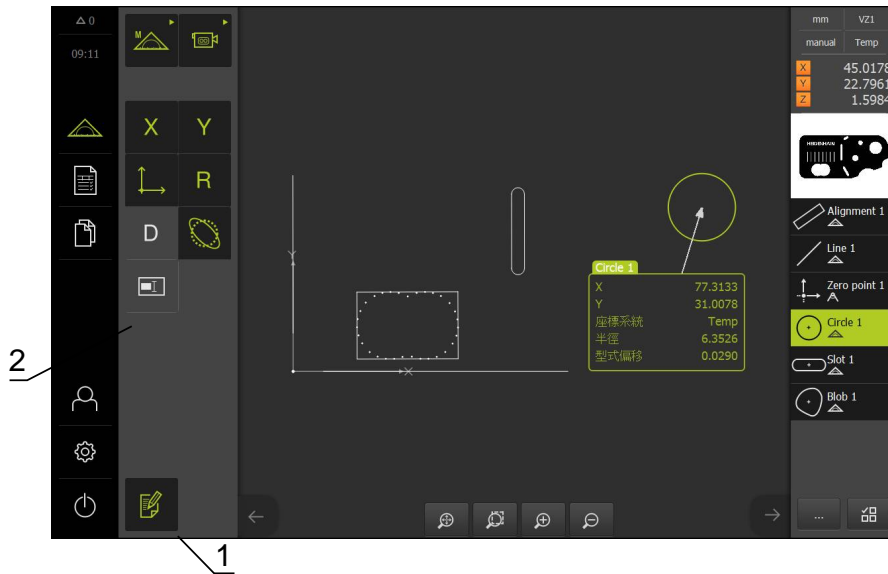 0
09:11
M
X
Y
R
D
Y
X
Circle 1
X 77.3133
Y 31.0078
座標系統 Temp
半徑 6.3526
型式偏移 0.0290
mm VZ1
manual Temp
X 45.0178
Y 22.7961
Z 1.5984
HEIDENHAIN
Alignment 1
Line 1
Zero point 1
Circle 1
Slot 1
Blob 1
...
2
1